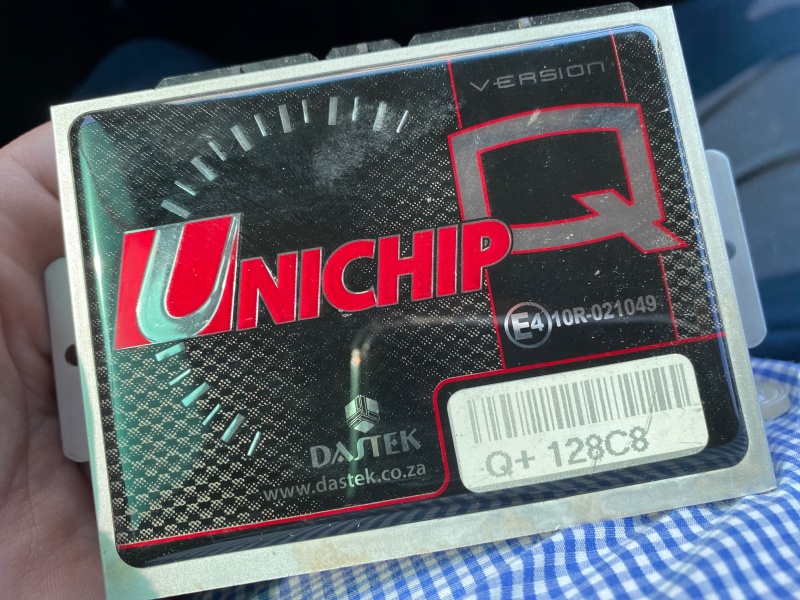 VERSION
Q
UNICHIP
E4 10R-021049
DASTEK
www.dastek.co.za
Q+ 128C8